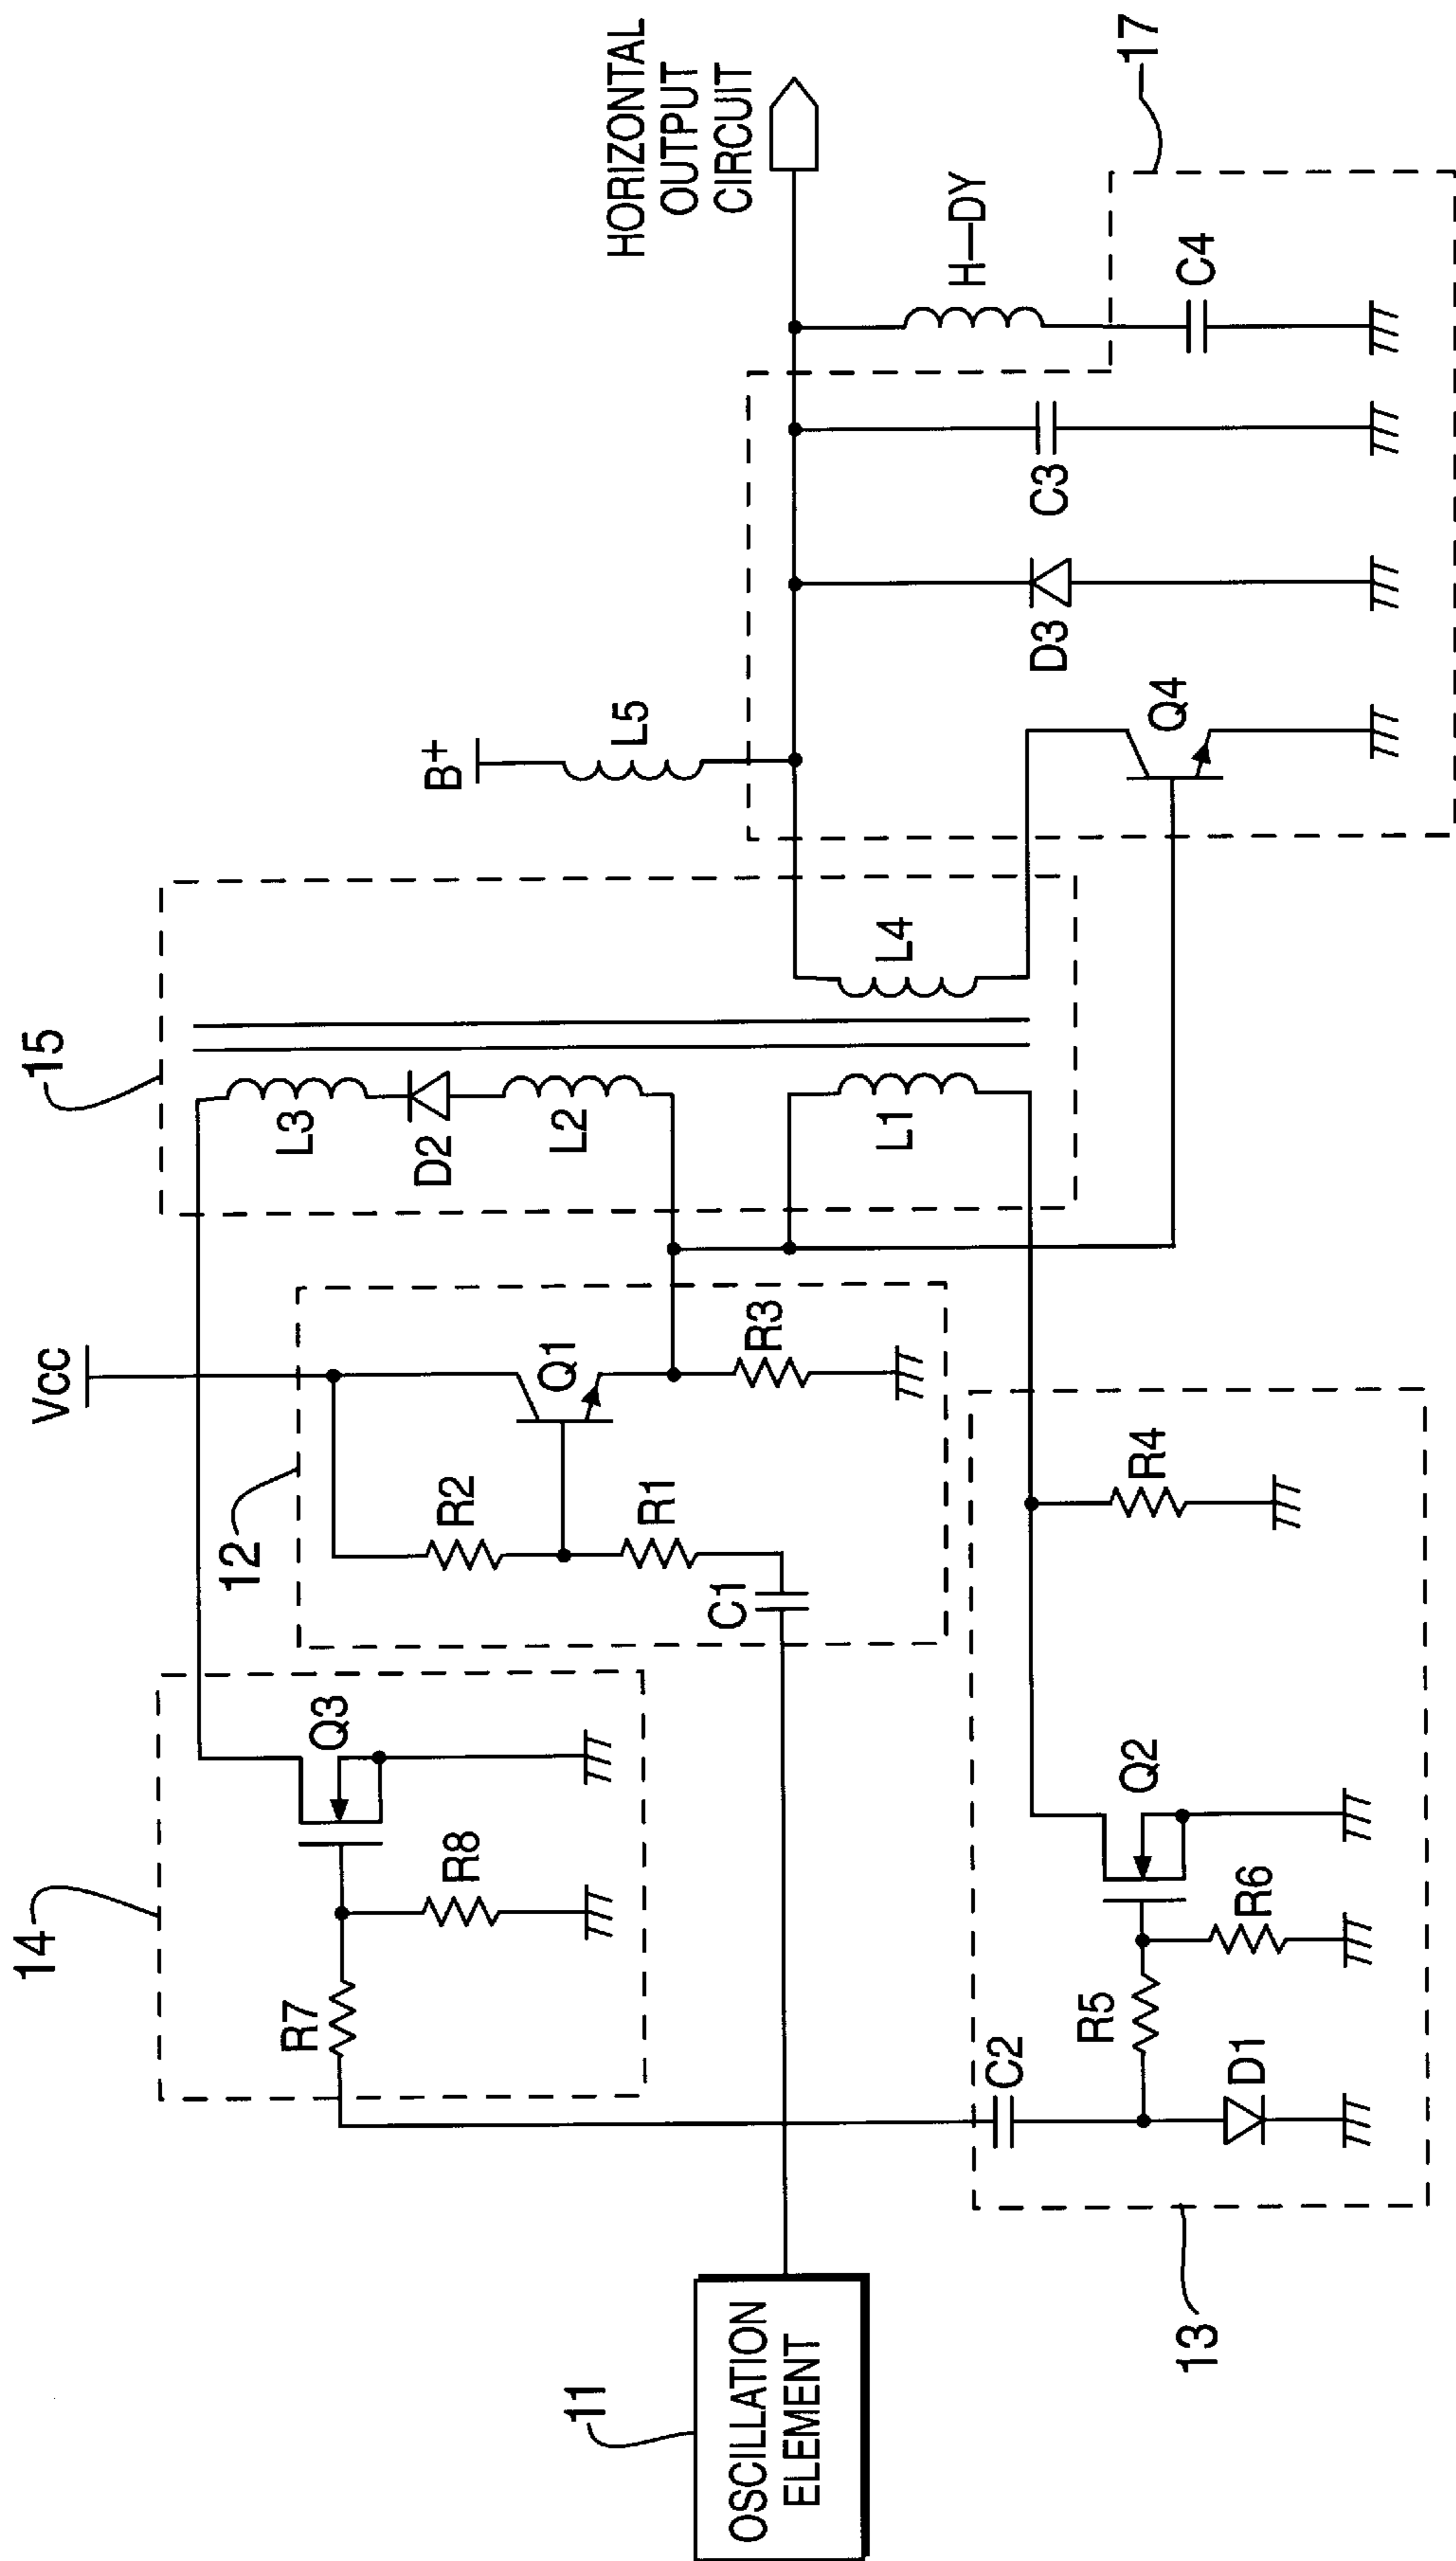 15
14
12
Vcc
B+
HORIZONTAL
OUTPUT
CIRCUIT
17
L3
D2
L2
L5
Q3
R8
R7
R2
Q1
R1
R3
C1
L1
L4
H-DY
C3
C4
D3
Q4
11
OSCILLATION
ELEMENT
C2
R5
D1
R6
Q2
R4
13